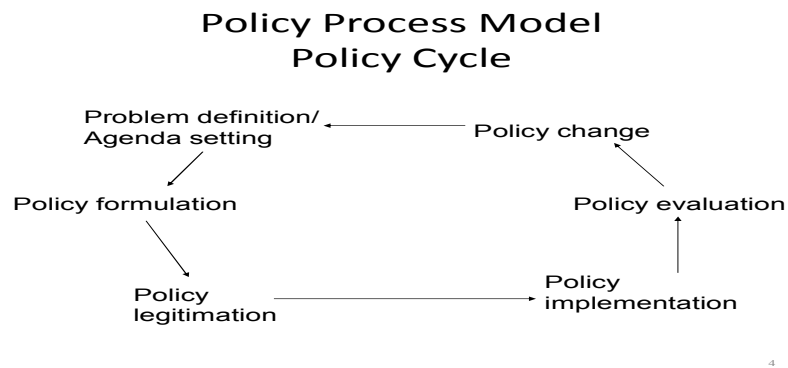 Policy Process Model
Policy Cycle
Problem definition/
Agenda setting
Policy change
Policy formulation
Policy evaluation
Policy
legitimation
Policy
implementation
4